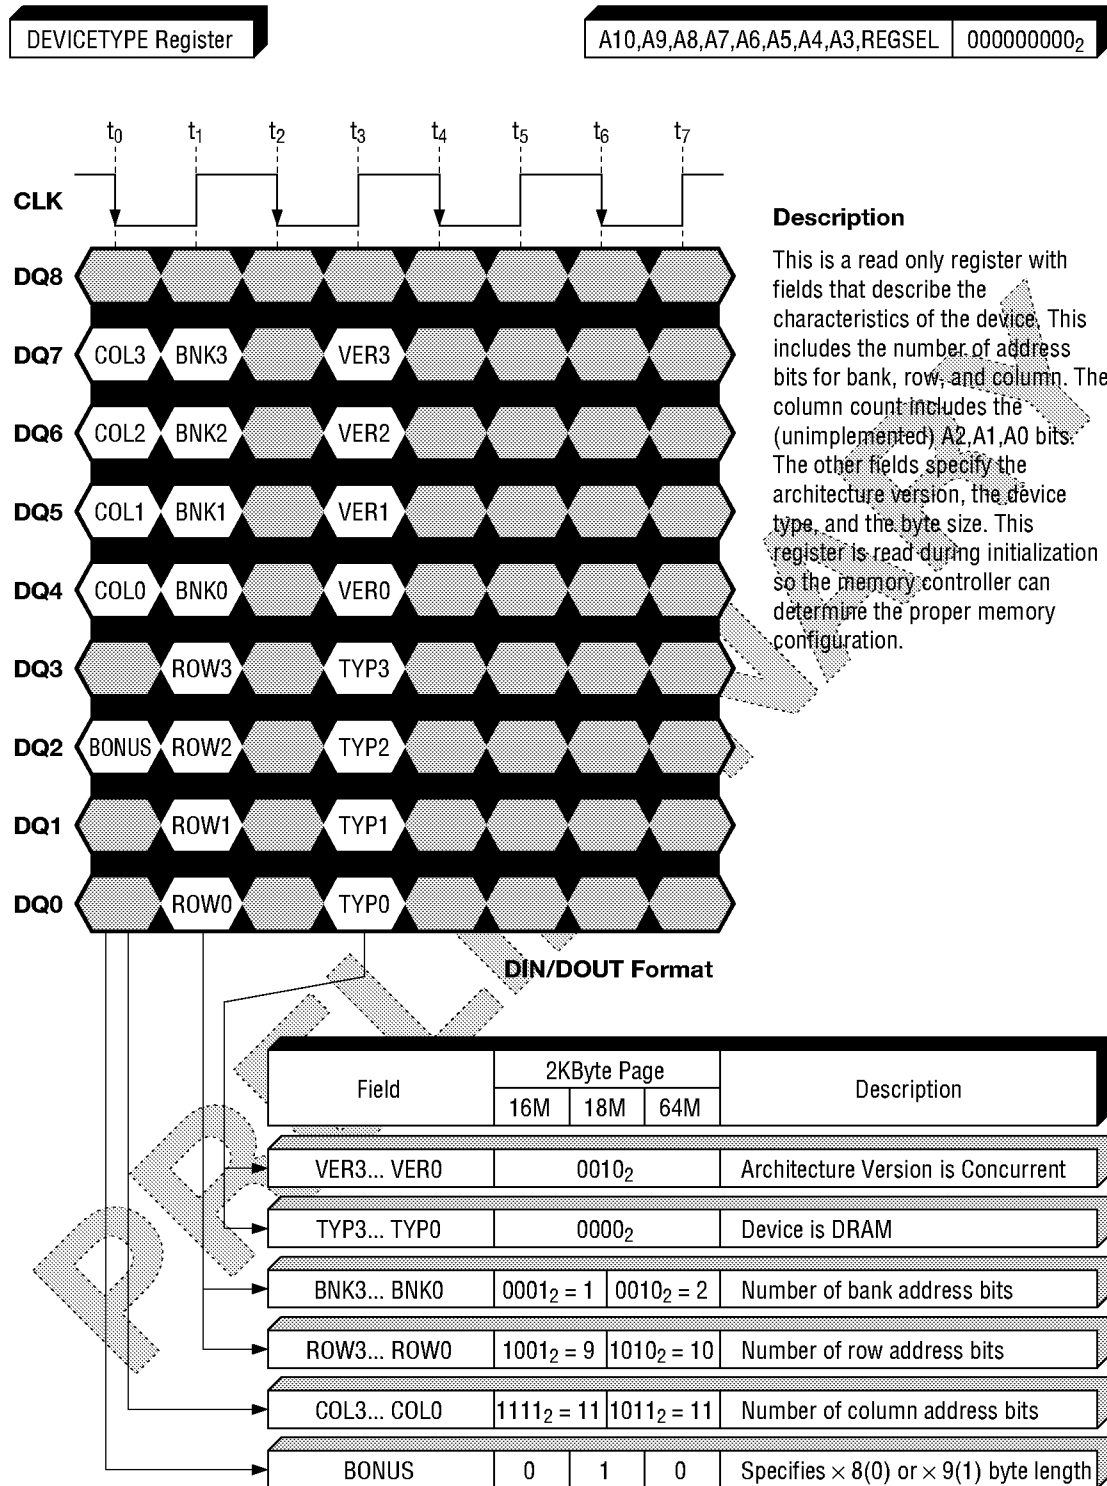 DEVICETYPE Register
A10,A9,A8,A7,A6,A5,A4,A3,REGSEL 000000000₂
t₀ t₁ t₂ t₃ t₄ t₅ t₆ t₇
CLK
DQ8
DQ7 COL3 BNK3 VER3
DQ6 COL2 BNK2 VER2
DQ5 COL1 BNK1 VER1
DQ4 COL0 BNK0 VER0
DQ3 ROW3 TYP3
DQ2 BONUS ROW2 TYP2
DQ1 ROW1 TYP1
DQ0 ROW0 TYP0
Description
This is a read only register with
fields that describe the
characteristics of the device. This
includes the number of address
bits for bank, row, and column. The
column count includes the
(unimplemented) A2,A1,A0 bits.
The other fields specify the
architecture version, the device
type, and the byte size. This
register is read during initialization
so the memory controller can
determine the proper memory
configuration.
DIN/DOUT Format
Field 2KByte Page Description
16M 18M 64M
VER3... VER0 0010₂ Architecture Version is Concurrent
TYP3... TYP0 0000₂ Device is DRAM
BNK3... BNK0 0001₂ = 1 0010₂ = 2 Number of bank address bits
ROW3... ROW0 1001₂ = 9 1010₂ = 10 Number of row address bits
COL3... COL0 1111₂ = 11 1011₂ = 11 Number of column address bits
BONUS 0 1 0 Specifies × 8(0) or × 9(1) byte length
PRELIMINARY